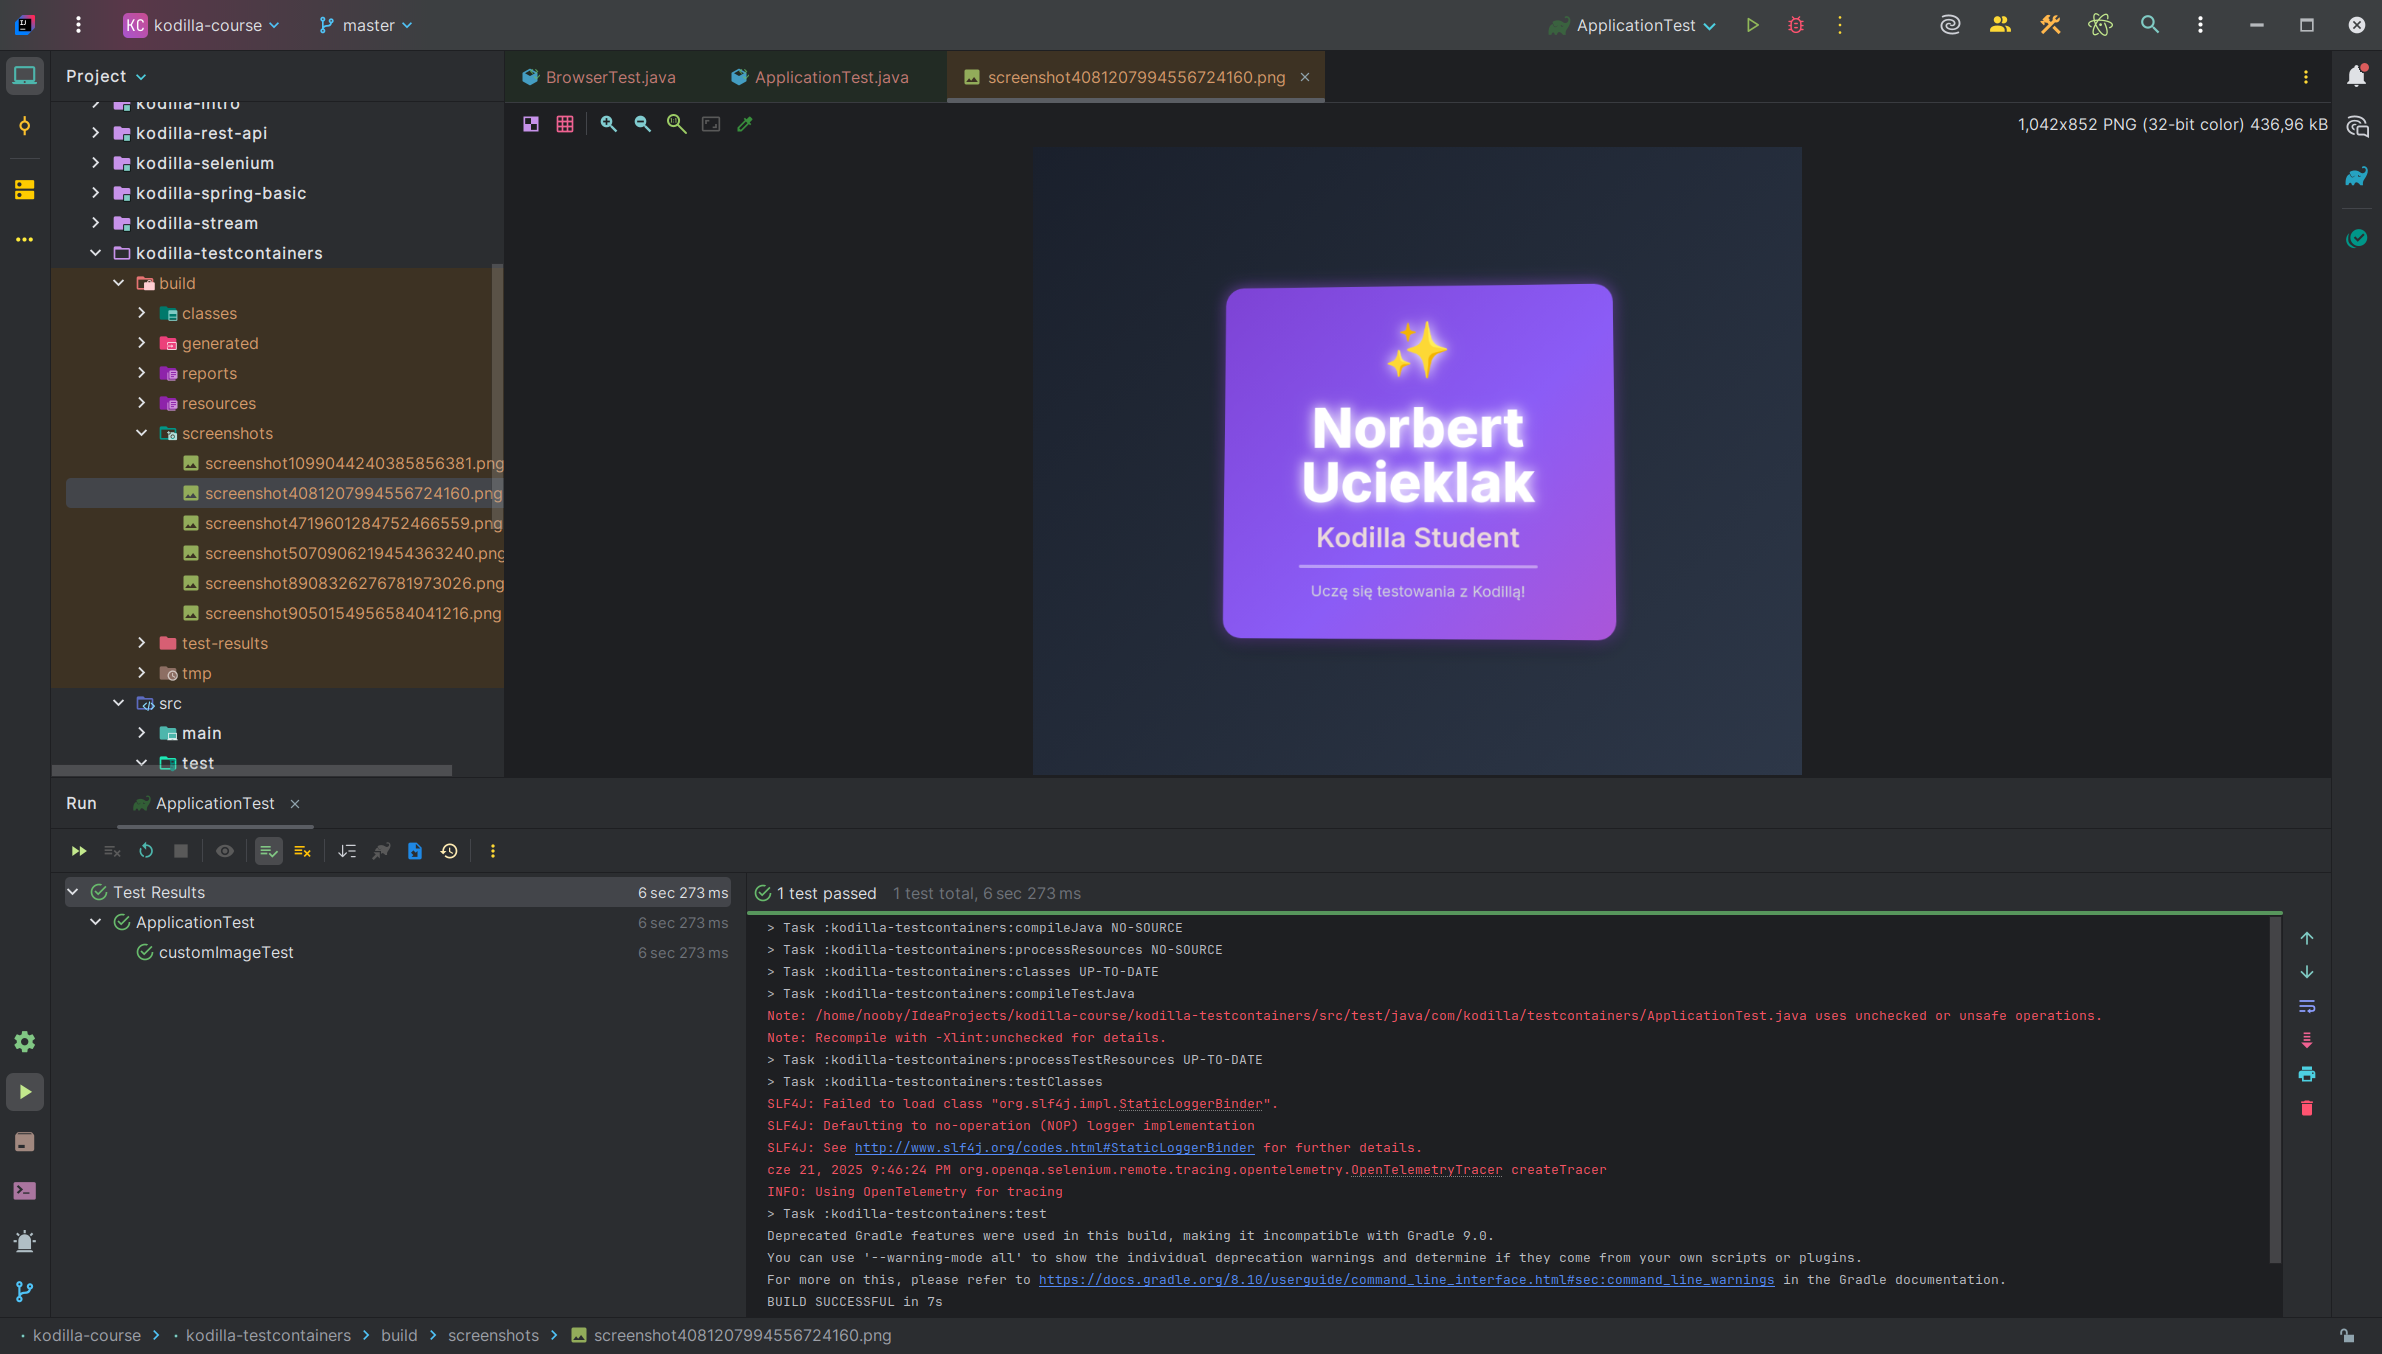 KC kodilla-course
master
ApplicationTest
Project
BrowserTest.java
ApplicationTest.java
screenshot4081207994556724160.png
1,042x852 PNG (32-bit color) 436,96 kB
kodilla-intro
kodilla-rest-api
kodilla-selenium
kodilla-spring-basic
kodilla-stream
kodilla-testcontainers
build
classes
generated
reports
resources
screenshots
screenshot1099044240385856381.png
screenshot4081207994556724160.png
screenshot4719601284752466559.png
screenshot5070906219454363240.png
screenshot8908326276781973026.png
screenshot9050154956584041216.png
test-results
tmp
src
main
test
✨
Norbert
Ucieklak
Kodilla Student
Uczę się testowania z Kodillą!
Run
ApplicationTest
Test Results 6 sec 273 ms
ApplicationTest 6 sec 273 ms
customImageTest 6 sec 273 ms
1 test passed 1 test total, 6 sec 273 ms
> Task :kodilla-testcontainers:compileJava NO-SOURCE
> Task :kodilla-testcontainers:processResources NO-SOURCE
> Task :kodilla-testcontainers:classes UP-TO-DATE
> Task :kodilla-testcontainers:compileTestJava
Note: /home/nooby/IdeaProjects/kodilla-course/kodilla-testcontainers/src/test/java/com/kodilla/testcontainers/ApplicationTest.java uses unchecked or unsafe operations.
Note: Recompile with -Xlint:unchecked for details.
> Task :kodilla-testcontainers:processTestResources UP-TO-DATE
> Task :kodilla-testcontainers:testClasses
SLF4J: Failed to load class "org.slf4j.impl.StaticLoggerBinder".
SLF4J: Defaulting to no-operation (NOP) logger implementation
SLF4J: See http://www.slf4j.org/codes.html#StaticLoggerBinder for further details.
cze 21, 2025 9:46:24 PM org.openqa.selenium.remote.tracing.opentelemetry.OpenTelemetryTracer createTracer
INFO: Using OpenTelemetry for tracing
> Task :kodilla-testcontainers:test
Deprecated Gradle features were used in this build, making it incompatible with Gradle 9.0.
You can use '--warning-mode all' to show the individual deprecation warnings and determine if they come from your own scripts or plugins.
For more on this, please refer to https://docs.gradle.org/8.10/userguide/command_line_interface.html#sec:command_line_warnings in the Gradle documentation.
BUILD SUCCESSFUL in 7s
kodilla-course > kodilla-testcontainers > build > screenshots > screenshot4081207994556724160.png